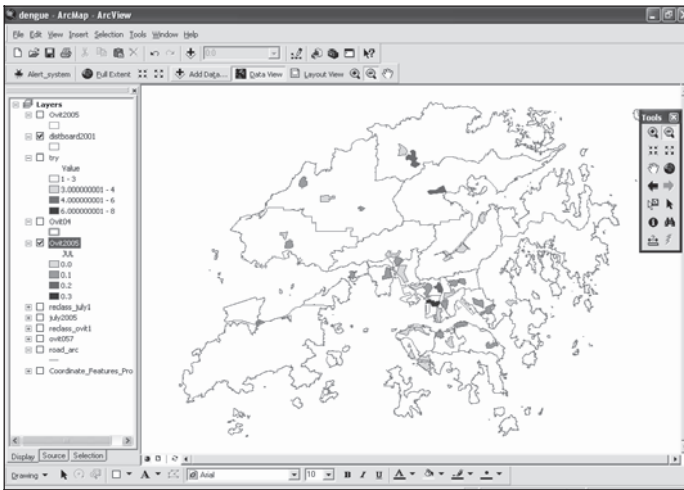 dengue - ArcMap - ArcView
File Edit View Insert Selection Tools Window Help
0.0
Alert_system Full Extent Add Data... Data View Layout View
Layers
Ovit2005
distboard2001
try
Value
1 - 3
3.000000001 - 4
4.000000001 - 6
6.000000001 - 8
Ovit04
Ovit2005
JUL
0.0
0.1
0.2
0.3
reclass_july1
july2005
reclass_ovit1
ovit057
road_arc
Coordinate_Features_Pro
Tools
Display Source Selection
Drawing A Arial 10 B I U A